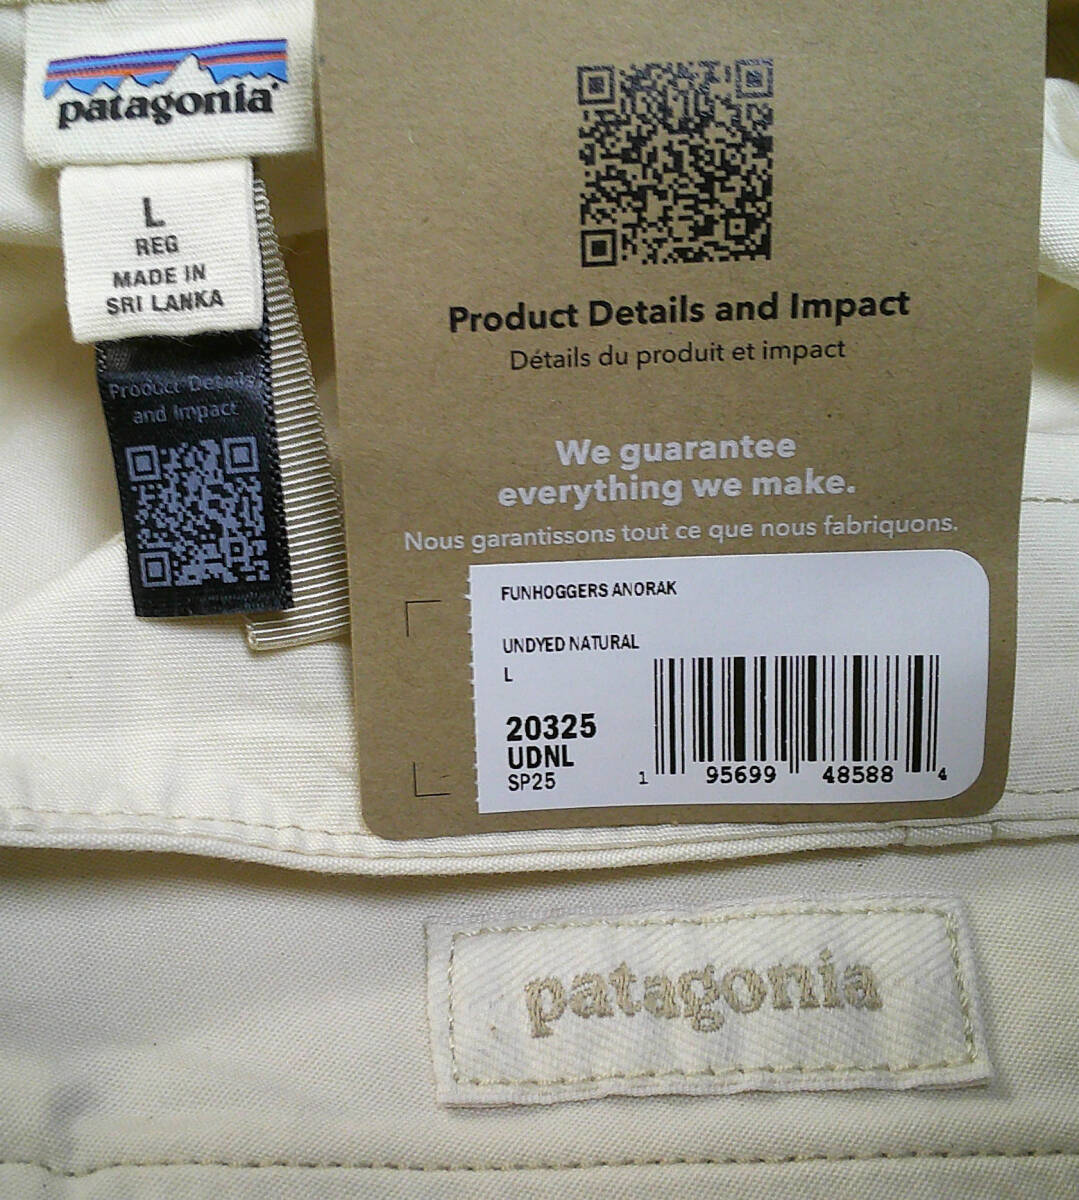 patagonia
L
REG
MADE IN
SRI LANKA
Product Details
and Impact
Product Details and Impact
Détails du produit et impact
We guarantee
everything we make.
Nous garantissons tout ce que nous fabriquons.
FUNHOGGERS ANORAK
UNDYED NATURAL
L
20325
UDNL
SP25
1 95699 48588 4
patagonia